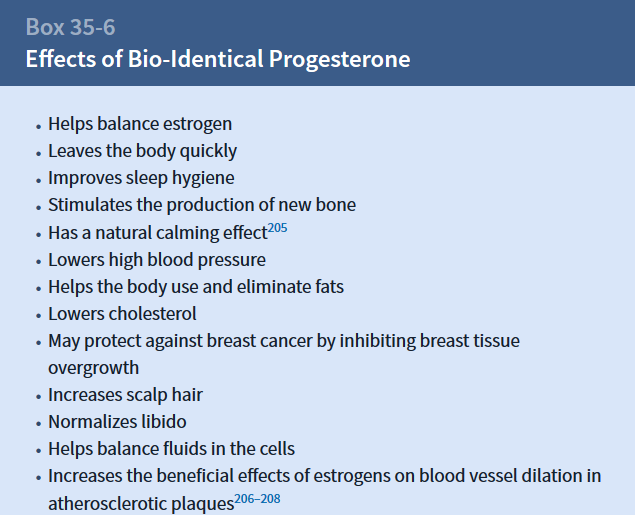 Box 35-6
Effects of Bio-Identical Progesterone
• Helps balance estrogen
• Leaves the body quickly
• Improves sleep hygiene
• Stimulates the production of new bone
• Has a natural calming effect205
• Lowers high blood pressure
• Helps the body use and eliminate fats
• Lowers cholesterol
• May protect against breast cancer by inhibiting breast tissue
overgrowth
• Increases scalp hair
• Normalizes libido
• Helps balance fluids in the cells
• Increases the beneficial effects of estrogens on blood vessel dilation in
atherosclerotic plaques206–208